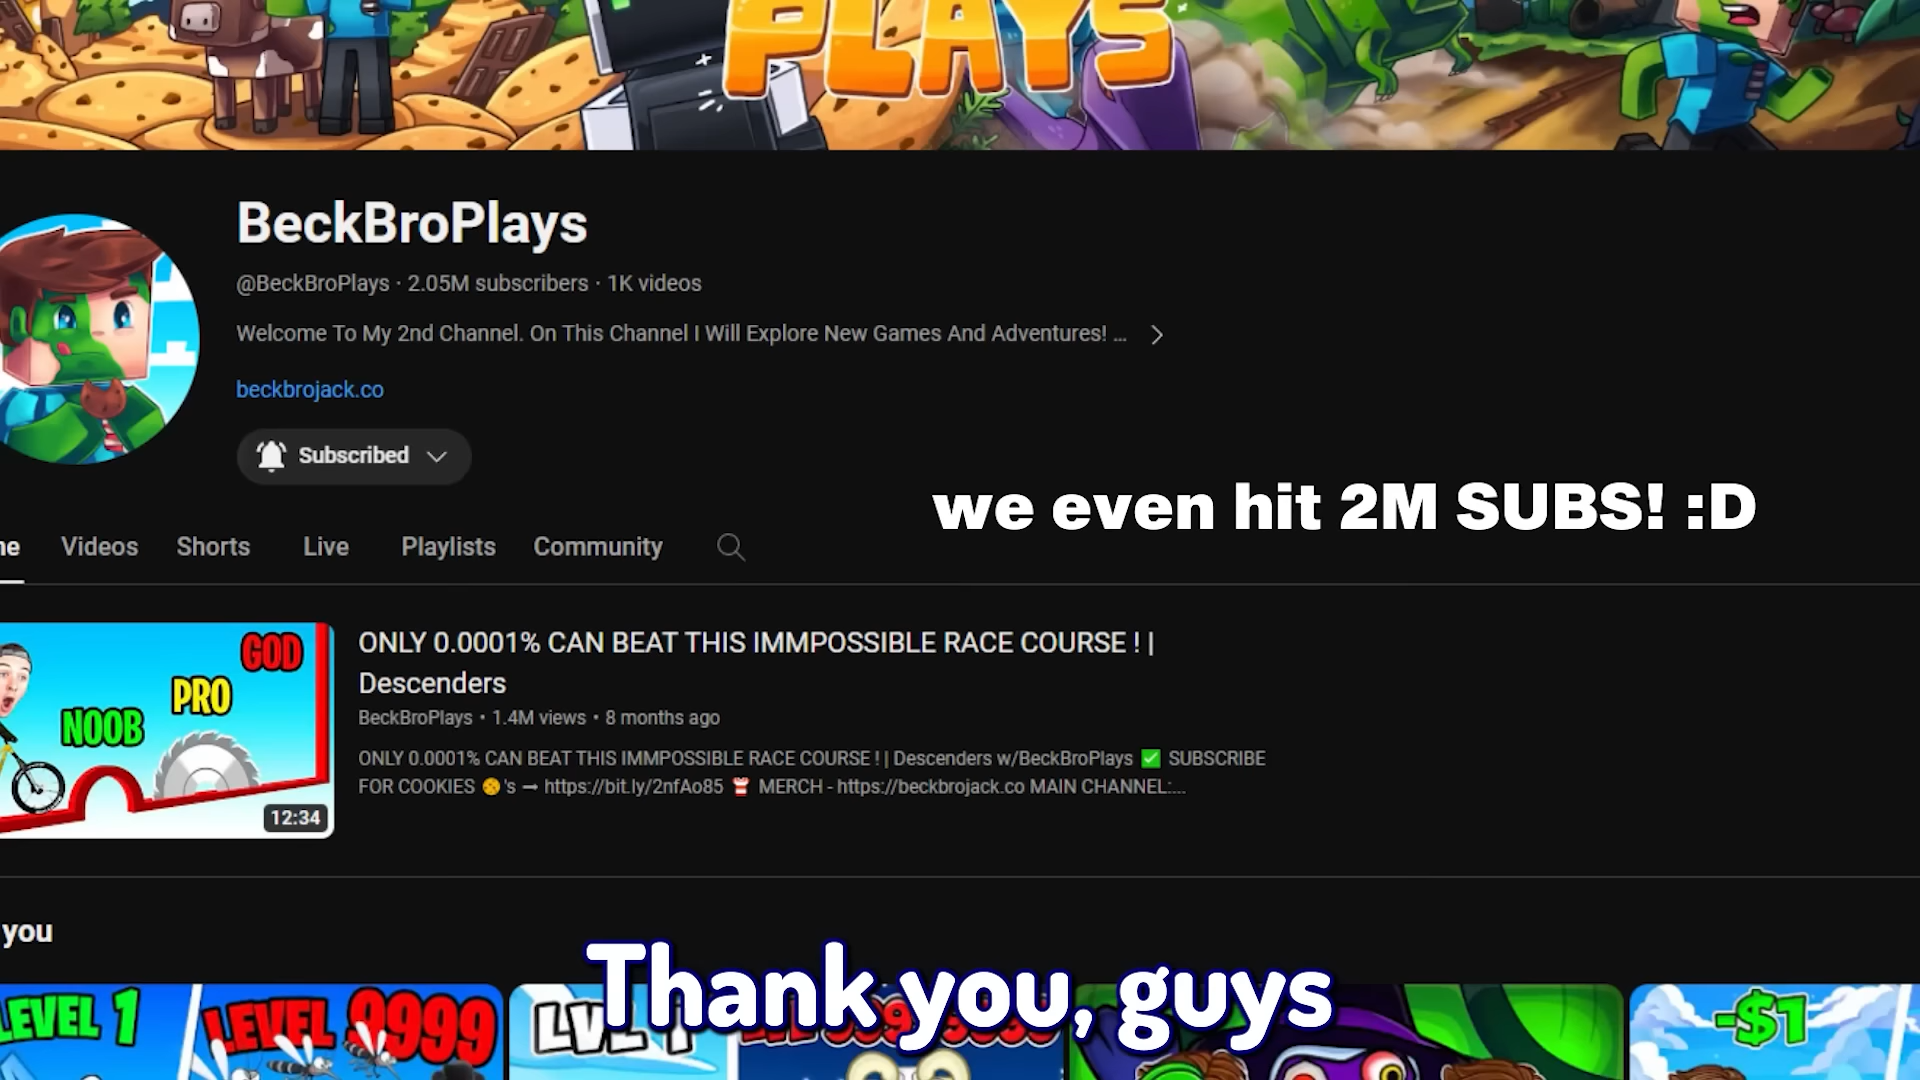 PLAYS
BeckBroPlays
@BeckBroPlays · 2.05M subscribers · 1K videos
Welcome To My 2nd Channel. On This Channel I Will Explore New Games And Adventures! ...
beckbrojack.co
Subscribed
we even hit 2M SUBS! :D
me
Videos
Shorts
Live
Playlists
Community
GOD
PRO
NOOB
12:34
ONLY 0.0001% CAN BEAT THIS IMMPOSSIBLE RACE COURSE ! |
Descenders
BeckBroPlays • 1.4M views • 8 months ago
ONLY 0.0001% CAN BEAT THIS IMMPOSSIBLE RACE COURSE ! | Descenders w/BeckBroPlays ✅ SUBSCRIBE
FOR COOKIES 🍪's ➞ https://bit.ly/2nfAo85 MERCH - https://beckbrojack.co MAIN CHANNEL:...
you
Thank you, guys
LEVEL 1
LEVEL 9999
-$1